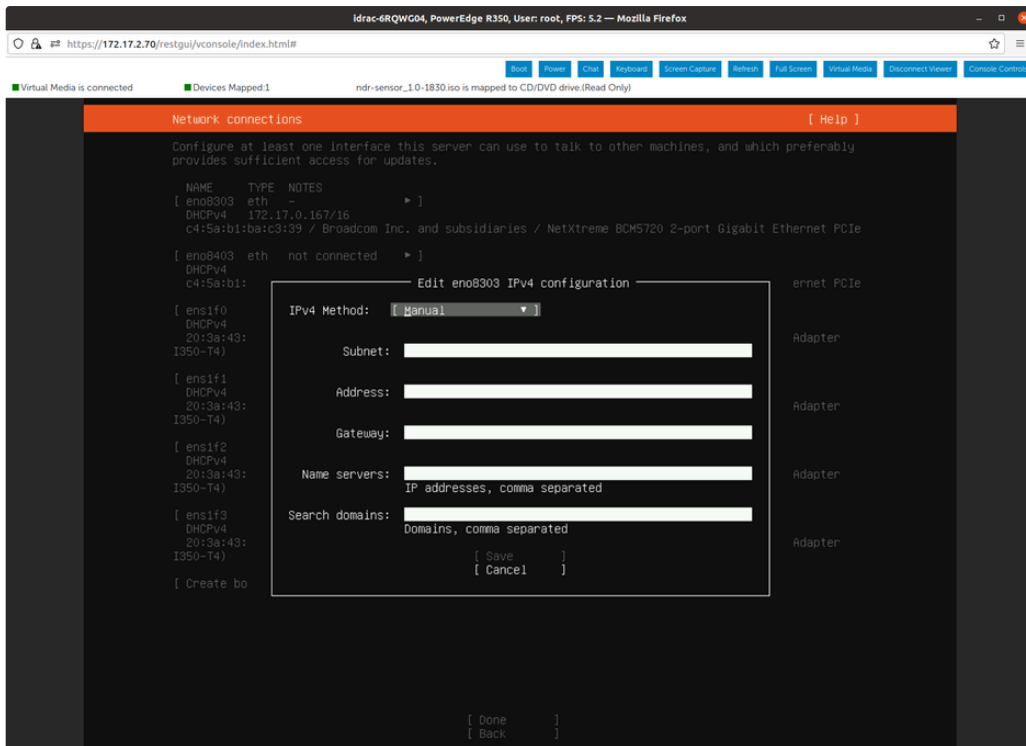 idrac-6RQWG04, PowerEdge R350, User: root, FPS: 5.2 — Mozilla Firefox
https://172.17.2.70/restgui/vconsole/index.html#
Boot Power Chat Keyboard Screen Capture Refresh Full Screen Virtual Media Disconnect Viewer Console Controls
Virtual Media is connected Devices Mapped:1 ndr-sensor_1.0-1830.iso is mapped to CD/DVD drive.(Read Only)
Network connections [ Help ]
Configure at least one interface this server can use to talk to other machines, and which preferably
provides sufficient access for updates.
NAME TYPE NOTES
[ eno8303 eth - ▸ ]
DHCPv4 172.17.0.167/16
c4:5a:b1:ba:c3:39 / Broadcom Inc. and subsidiaries / NetXtreme BCM5720 2-port Gigabit Ethernet PCIe
[ eno8403 eth not connected ▸ ]
DHCPv4
c4:5a:b1: ernet PCIe
Edit eno8303 IPv4 configuration
[ ens1f0
IPv4 Method: [ Manual ▾ ]
DHCPv4
20:3a:43: Adapter
I350-T4)
Subnet:
[ ens1f1
DHCPv4
Address:
20:3a:43: Adapter
I350-T4)
Gateway:
[ ens1f2
DHCPv4
20:3a:43: Adapter
Name servers:
I350-T4)
IP addresses, comma separated
[ ens1f3
Search domains:
DHCPv4
Domains, comma separated
20:3a:43: Adapter
I350-T4)
[ Save ]
[ Cancel ]
[ Create bo
[ Done ]
[ Back ]